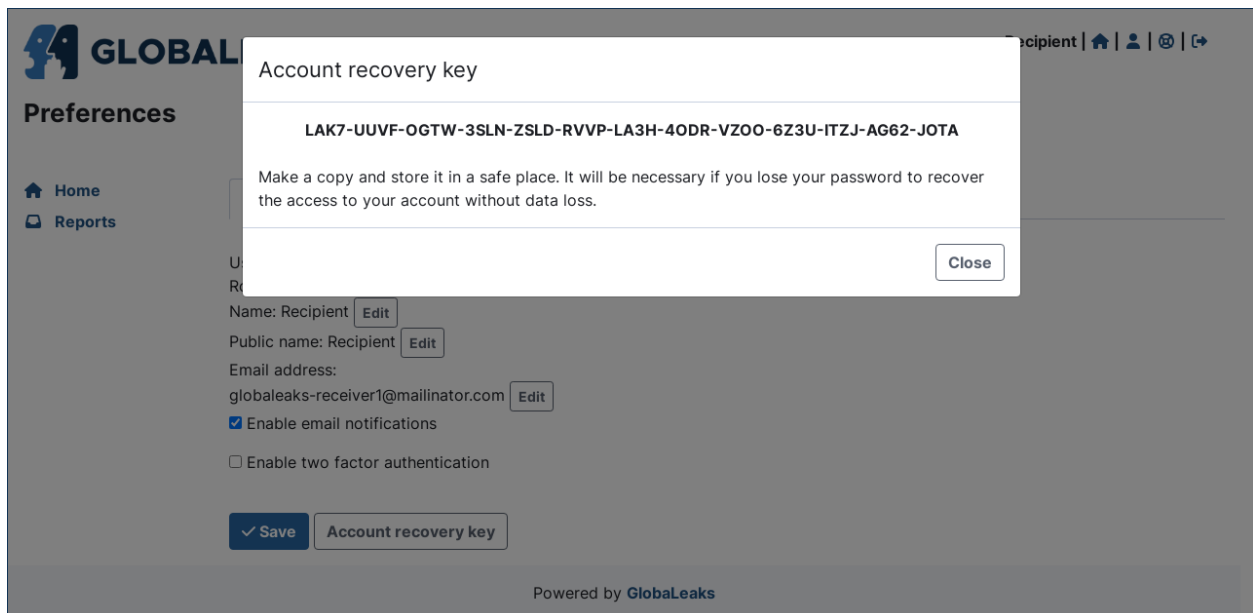 GLOBAL
Recipient | | | |
Account recovery key
LAK7-UUVF-OGTW-3SLN-ZSLD-RVVP-LA3H-4ODR-VZOO-6Z3U-ITZJ-AG62-JOTA
Make a copy and store it in a safe place. It will be necessary if you lose your password to recover
the access to your account without data loss.
Close
Preferences
Home
Reports
Name: Recipient Edit
Public name: Recipient Edit
Email address:
globaleaks-receiver1@mailinator.com Edit
Enable email notifications
Enable two factor authentication
Save Account recovery key
Powered by GlobaLeaks